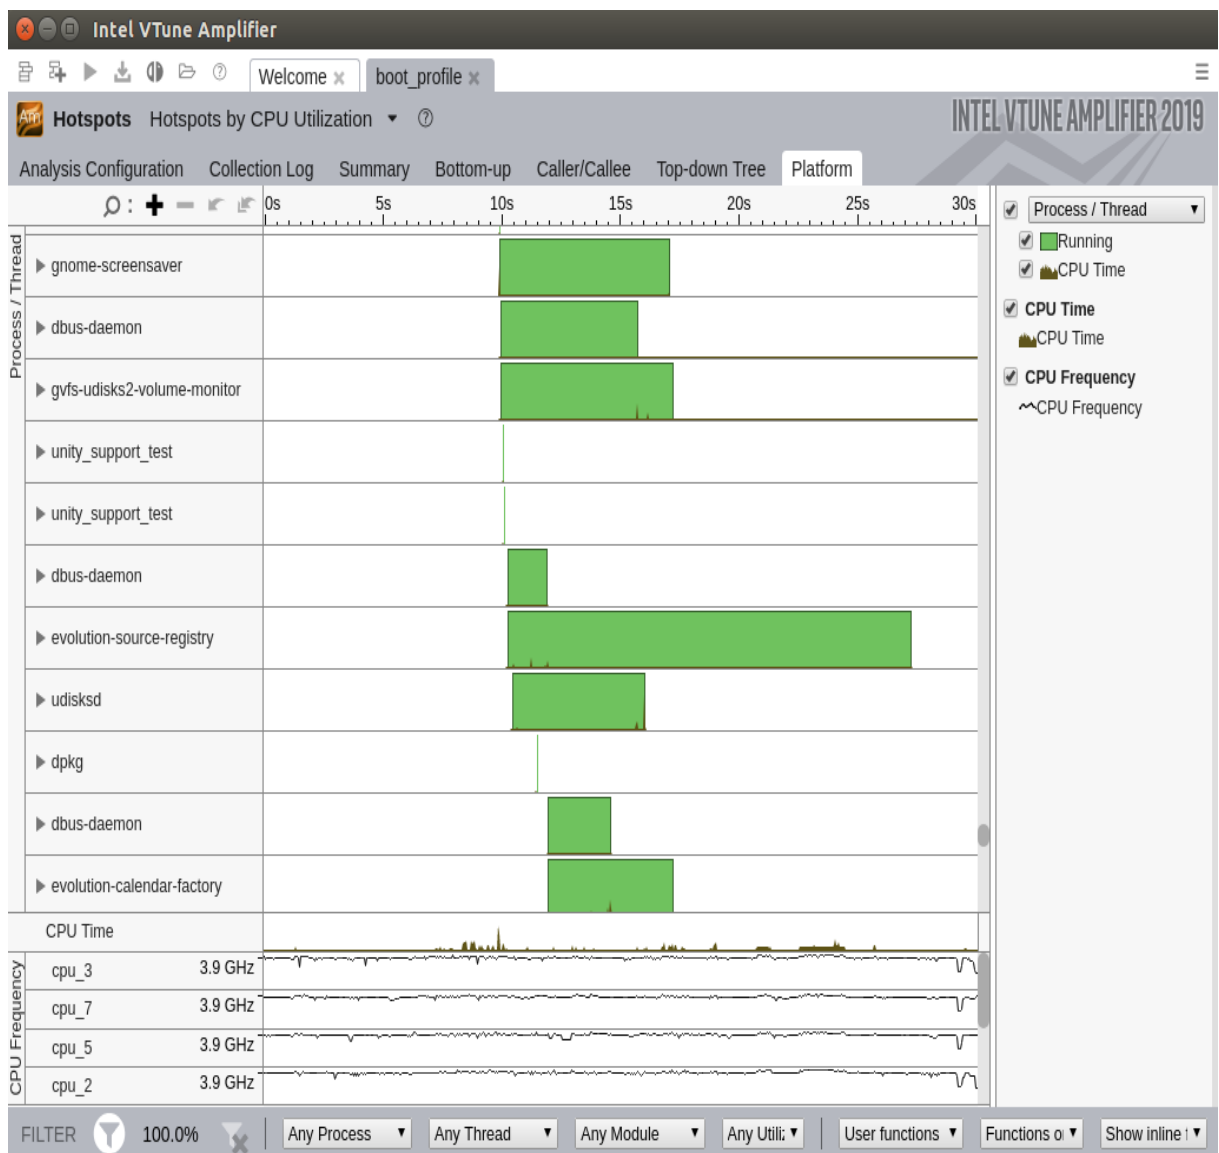 Intel VTune Amplifier
Welcome boot_profile
Hotspots Hotspots by CPU Utilization INTEL VTUNE AMPLIFIER 2019
Analysis Configuration Collection Log Summary Bottom-up Caller/Callee Top-down Tree Platform
0s 5s 10s 15s 20s 25s 30s
Process / Thread
gnome-screensaver
dbus-daemon
gvfs-udisks2-volume-monitor
unity_support_test
unity_support_test
dbus-daemon
evolution-source-registry
udisksd
dpkg
dbus-daemon
evolution-calendar-factory
CPU Time
CPU Frequency
cpu_3 3.9 GHz
cpu_7 3.9 GHz
cpu_5 3.9 GHz
cpu_2 3.9 GHz
Process / Thread
Running
CPU Time
CPU Time
CPU Time
CPU Frequency
CPU Frequency
FILTER 100.0% Any Process Any Thread Any Module Any Utili: User functions Functions o Show inline f